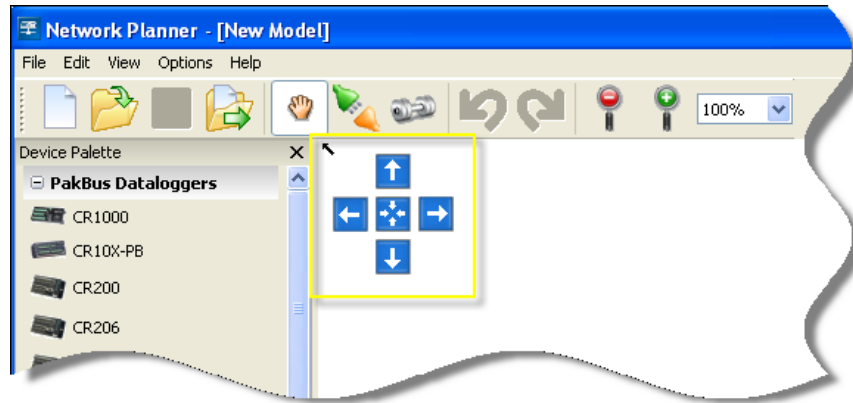 Network Planner - [New Model]
File Edit View Options Help
100%
Device Palette X
PakBus Dataloggers
CR1000
CR10X-PB
CR200
CR206